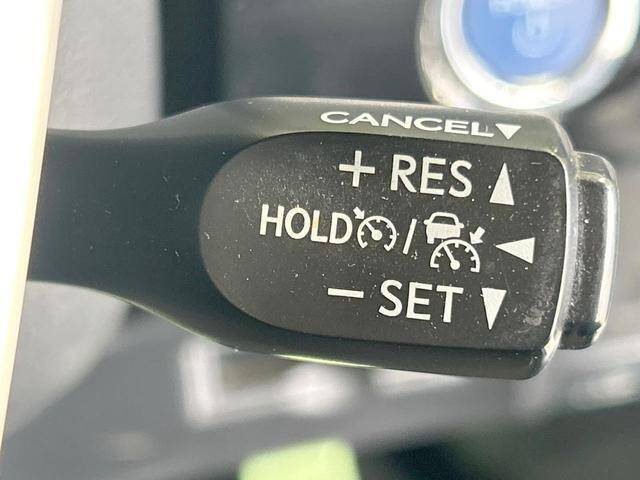 CANCEL
+ RES
HOLD /
− SET